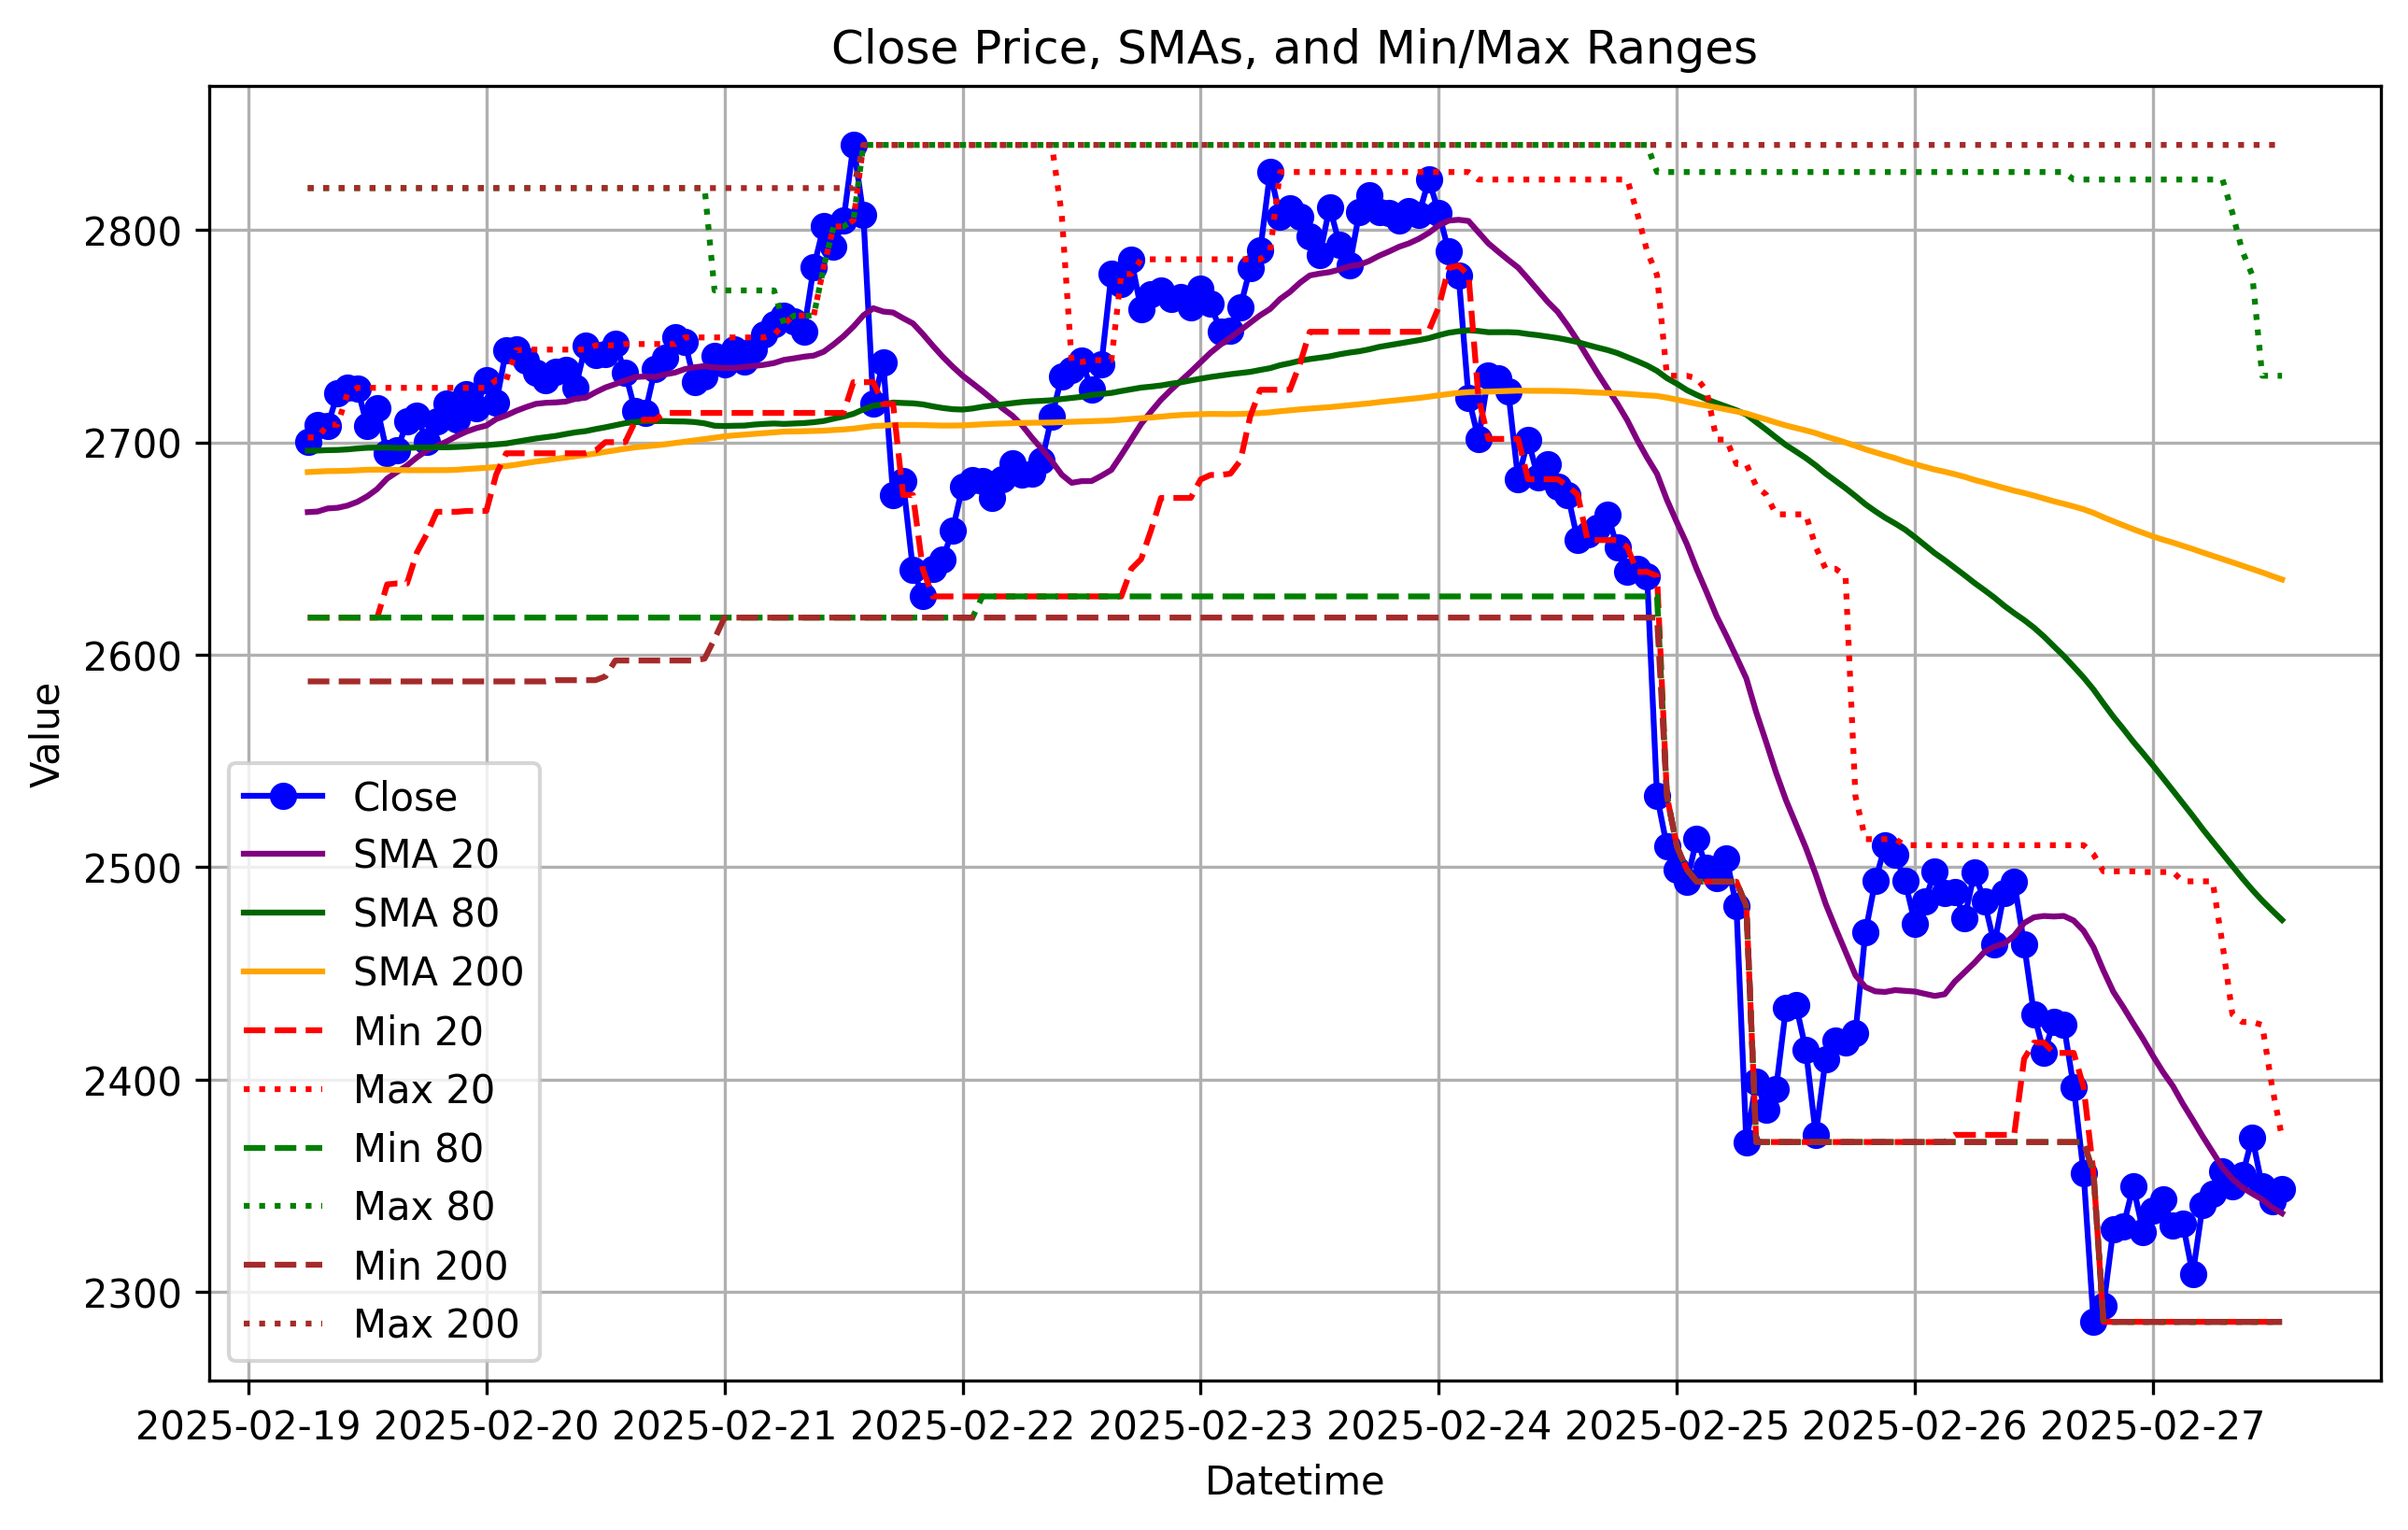 Close Price, SMAs, and Min/Max Ranges
Value
2800
2700
2600
2500
2400
2300
Close
SMA 20
SMA 80
SMA 200
Min 20
Max 20
Min 80
Max 80
Min 200
Max 200
2025-02-19 2025-02-20 2025-02-21 2025-02-22 2025-02-23 2025-02-24 2025-02-25 2025-02-26 2025-02-27
Datetime